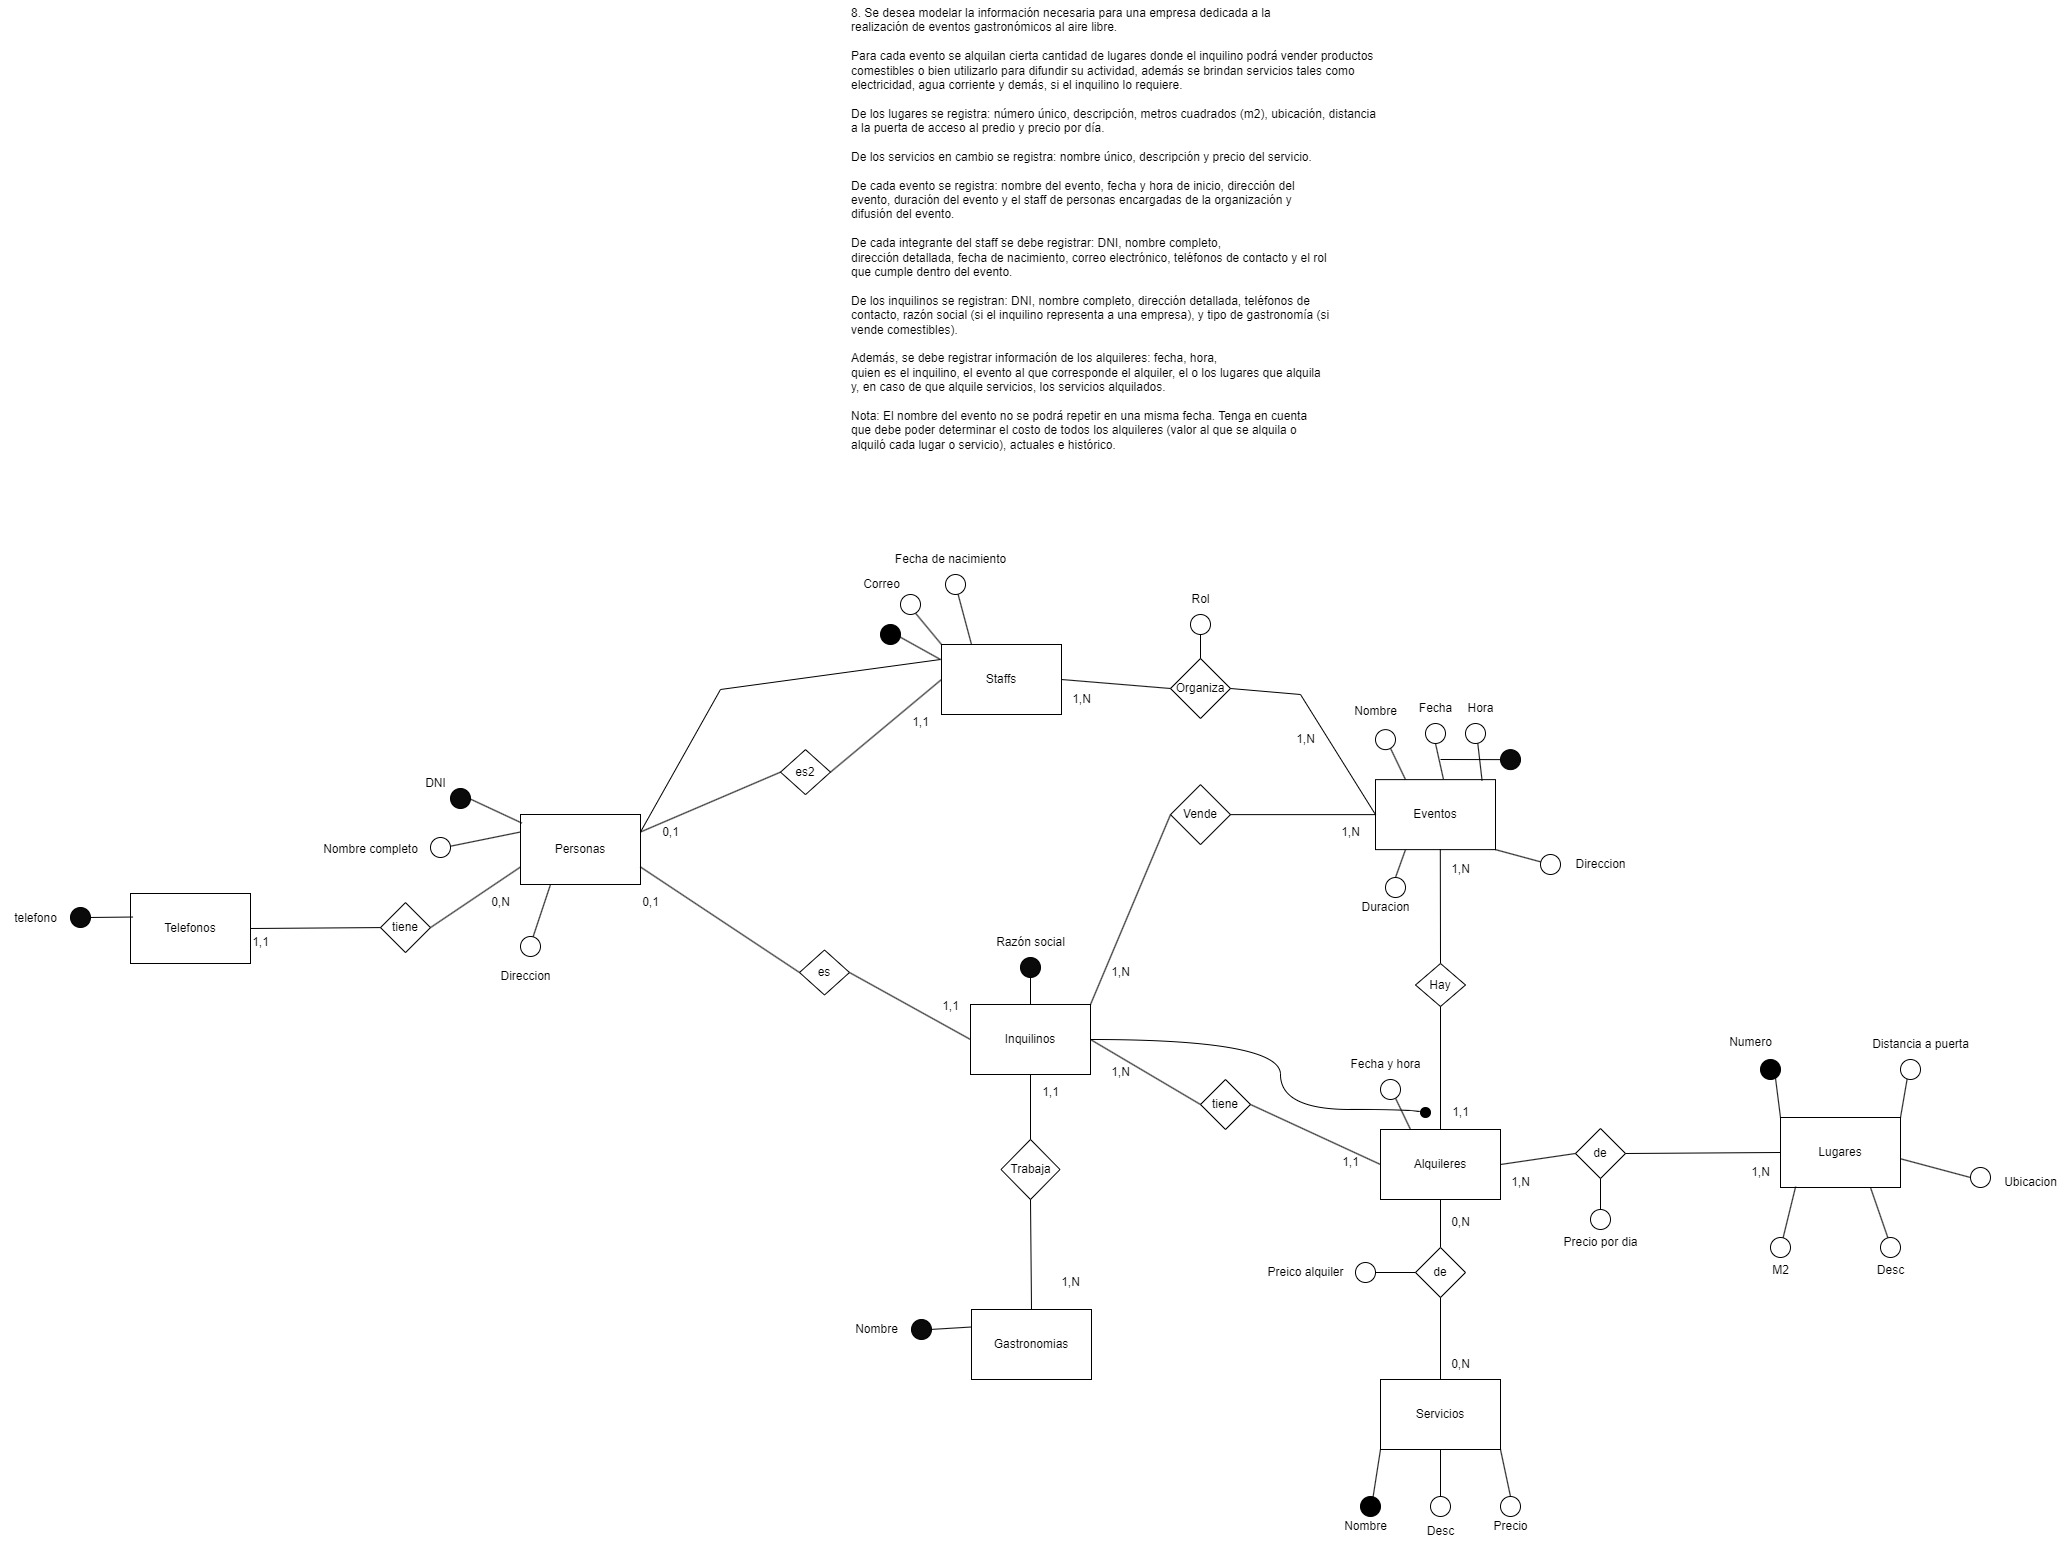 8. Se desea modelar la información necesaria para una empresa dedicada a la
realización de eventos gastronómicos al aire libre.
Para cada evento se alquilan cierta cantidad de lugares donde el inquilino podrá vender productos
comestibles o bien utilizarlo para difundir su actividad, además se brindan servicios tales como
electricidad, agua corriente y demás, si el inquilino lo requiere.
De los lugares se registra: número único, descripción, metros cuadrados (m2), ubicación, distancia
a la puerta de acceso al predio y precio por día.
De los servicios en cambio se registra: nombre único, descripción y precio del servicio.
De cada evento se registra: nombre del evento, fecha y hora de inicio, dirección del
evento, duración del evento y el staff de personas encargadas de la organización y
difusión del evento.
De cada integrante del staff se debe registrar: DNI, nombre completo,
dirección detallada, fecha de nacimiento, correo electrónico, teléfonos de contacto y el rol
que cumple dentro del evento.
De los inquilinos se registran: DNI, nombre completo, dirección detallada, teléfonos de
contacto, razón social (si el inquilino representa a una empresa), y tipo de gastronomía (si
vende comestibles).
Además, se debe registrar información de los alquileres: fecha, hora,
quien es el inquilino, el evento al que corresponde el alquiler, el o los lugares que alquila
y, en caso de que alquile servicios, los servicios alquilados.
Nota: El nombre del evento no se podrá repetir en una misma fecha. Tenga en cuenta
que debe poder determinar el costo de todos los alquileres (valor al que se alquila o
alquiló cada lugar o servicio), actuales e histórico.
Fecha de nacimiento
Correo
Rol
Staffs
Organiza
1,N
1,1
1,N
Nombre
Fecha
Hora
es2
DNI
0,1
Vende
1,N
Eventos
Nombre completo
Personas
Direccion
1,N
0,N
0,1
Duracion
telefono
Telefonos
1,1
tiene
Direccion
Razón social
1,N
es
Hay
1,1
Inquilinos
Numero
Distancia a puerta
1,N
Fecha y hora
1,1
tiene
1,1
Trabaja
1,1
Alquileres
de
1,N
Lugares
1,N
Ubicacion
0,N
Precio por dia
M2
Desc
Preico alquiler
de
1,N
Nombre
Gastronomias
0,N
Servicios
Nombre
Desc
Precio